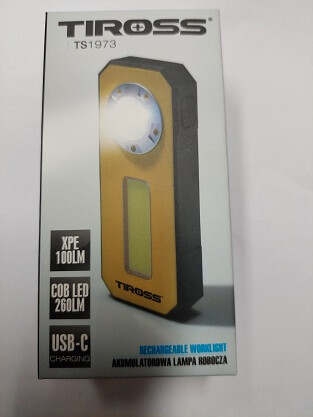 TIROSS
TS1973
XPE
100LM
COB LED
260LM
USB-C
CHARGING
TIROSS
RECHARGEABLE WORKLIGHT
AKUMULATOROWA LAMPA ROBOCZA